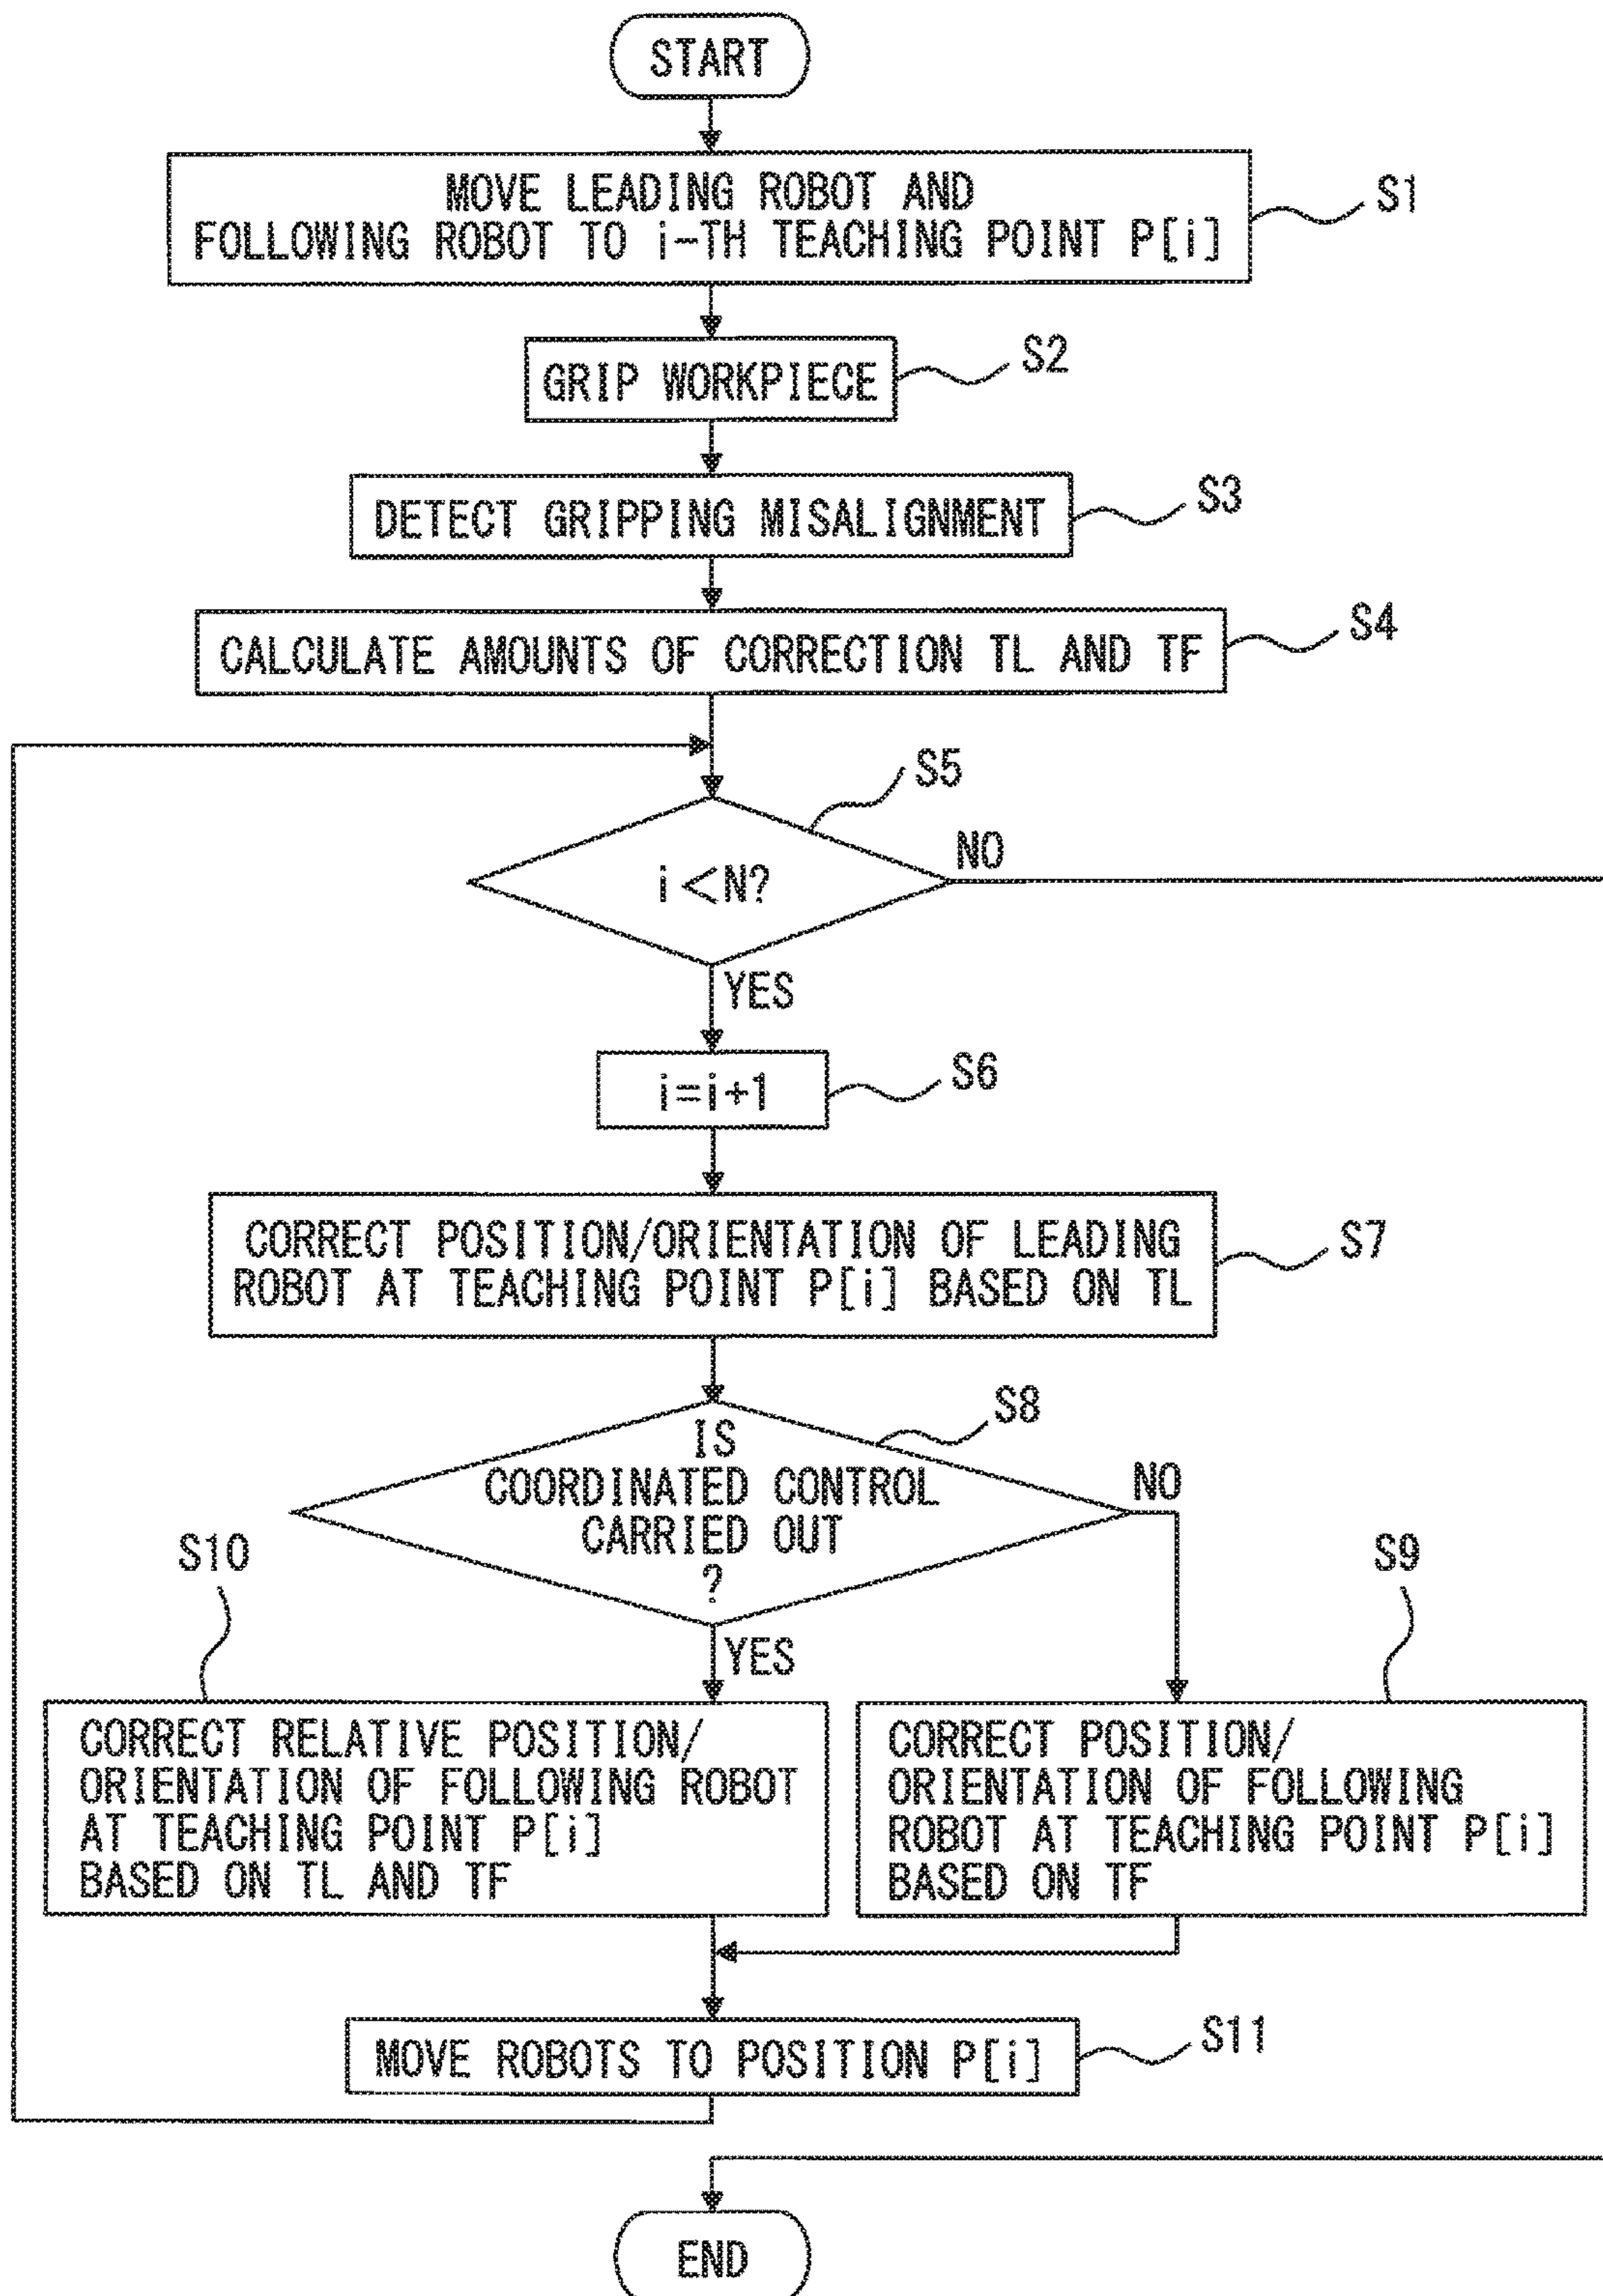 START
MOVE LEADING ROBOT AND
FOLLOWING ROBOT TO i-TH TEACHING POINT P[i]
S1
GRIP WORKPIECE
S2
DETECT GRIPPING MISALIGNMENT
S3
CALCULATE AMOUNTS OF CORRECTION TL AND TF
S4
S5
i<N?
NO
YES
i=i+1
S6
CORRECT POSITION/ORIENTATION OF LEADING
ROBOT AT TEACHING POINT P[i] BASED ON TL
S7
S8
IS
COORDINATED CONTROL
CARRIED OUT
?
NO
YES
S10
CORRECT RELATIVE POSITION/
ORIENTATION OF FOLLOWING ROBOT
AT TEACHING POINT P[i]
BASED ON TL AND TF
S9
CORRECT POSITION/
ORIENTATION OF FOLLOWING
ROBOT AT TEACHING POINT P[i]
BASED ON TF
MOVE ROBOTS TO POSITION P[i]
S11
END